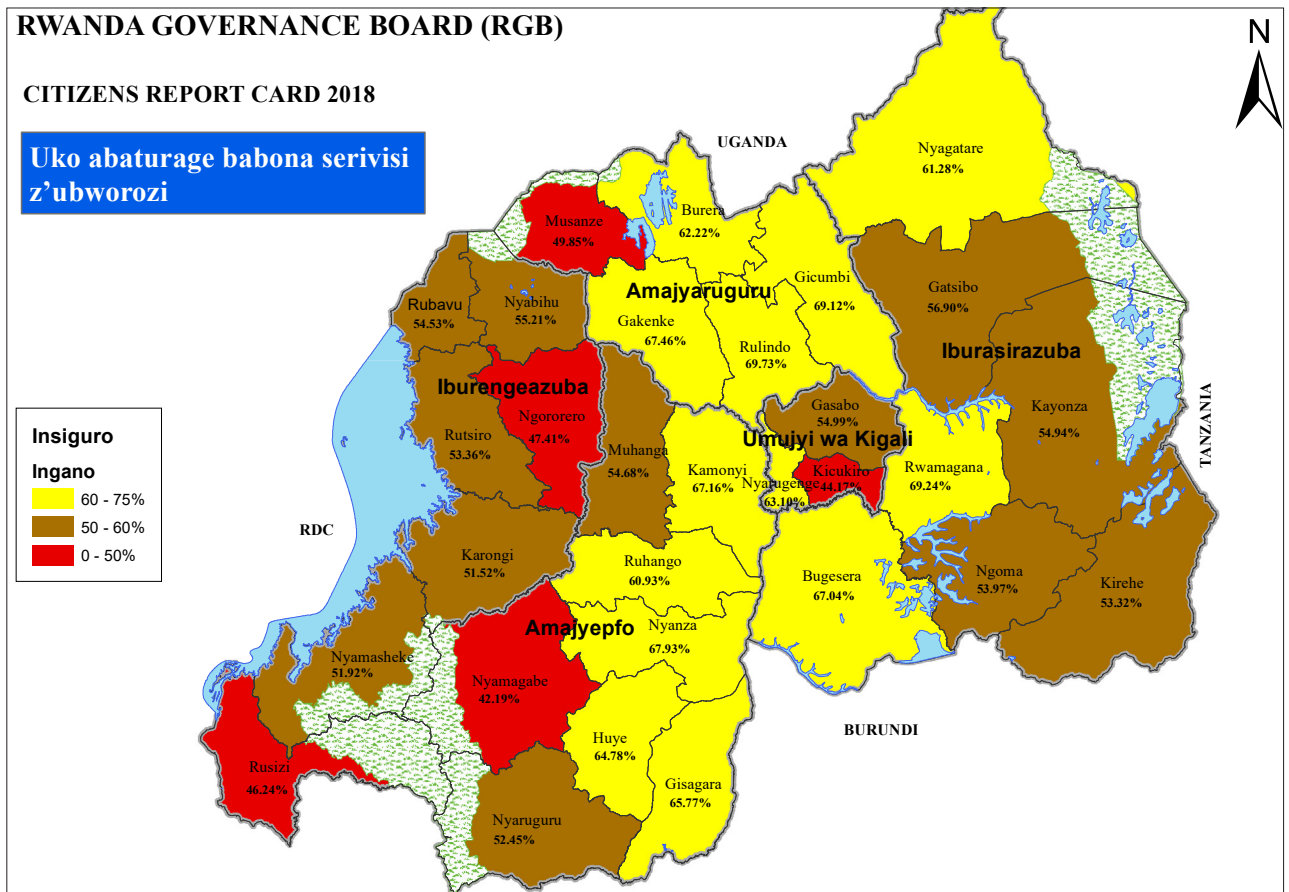 RWANDA GOVERNANCE BOARD (RGB)
CITIZENS REPORT CARD 2018
Uko abaturage babona serivisi
z'ubworozi
N
UGANDA
TANZANIA
BURUNDI
RDC
Insiguro
Ingano
60 - 75%
50 - 60%
0 - 50%
Amajyaruguru
Musanze
49.85%
Burera
62.22%
Gicumbi
69.12%
Gakenke
67.46%
Rulindo
69.73%
Iburasirazuba
Nyagatare
61.28%
Gatsibo
56.90%
Kayonza
54.94%
Rwamagana
69.24%
Ngoma
53.97%
Kirehe
53.32%
Bugesera
67.04%
Umujyi wa Kigali
Gasabo
54.99%
Kicukiro
44.17%
Nyarugenge
63.10%
Iburengeazuba
Rubavu
54.53%
Nyabihu
55.21%
Ngororero
47.41%
Rutsiro
53.36%
Karongi
51.52%
Nyamasheke
51.92%
Rusizi
46.24%
Amajyepfo
Muhanga
54.68%
Kamonyi
67.16%
Ruhango
60.93%
Nyanza
67.93%
Nyamagabe
42.19%
Huye
64.78%
Gisagara
65.77%
Nyaruguru
52.45%